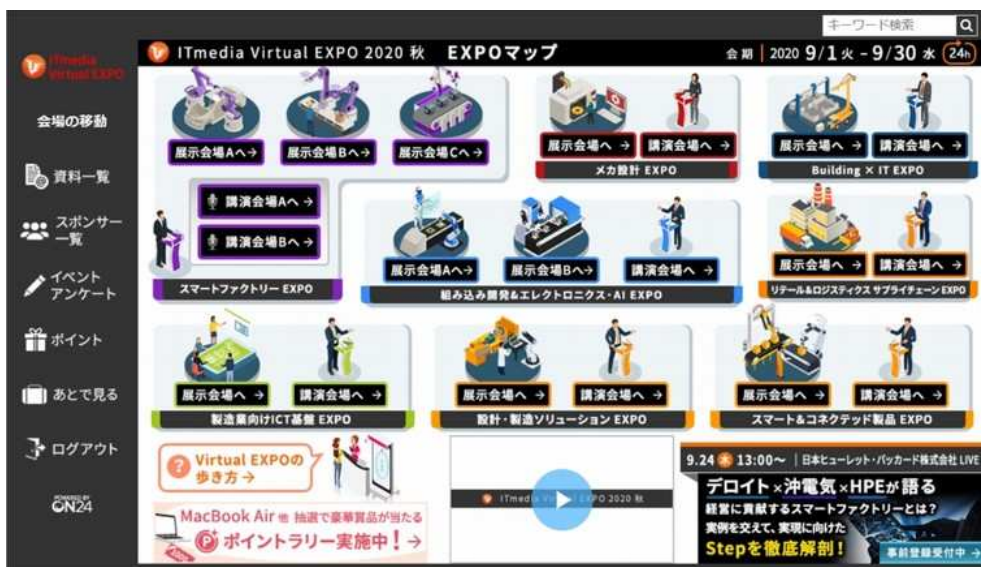 キーワード検索
ITmedia
Virtual EXPO
ITmedia Virtual EXPO 2020 秋 EXPOマップ
会期 2020 9/1 火 - 9/30 水 24h
会場の移動
資料一覧
スポンサー
一覧
イベント
アンケート
ポイント
あとで見る
ログアウト
POWERED BY
ON24
展示会場Aへ→
展示会場Bへ→
展示会場Cへ→
講演会場Aへ→
講演会場Bへ→
スマートファクトリー EXPO
展示会場へ→
講演会場へ→
メカ設計 EXPO
展示会場へ→
講演会場へ→
Building × IT EXPO
展示会場Aへ→
展示会場Bへ→
講演会場へ→
組み込み開発&エレクトロニクス・AI EXPO
展示会場へ→
講演会場へ→
リテール&ロジスティクス サプライチェーン EXPO
展示会場へ→
講演会場へ→
製造業向けICT基盤 EXPO
展示会場へ→
講演会場へ→
設計・製造ソリューション EXPO
展示会場へ→
講演会場へ→
スマート&コネクテッド製品 EXPO
? Virtual EXPOの
歩き方→
MacBook Air 他 抽選で豪華賞品が当たる
P ポイントラリー実施中!→
ITmedia Virtual EXPO 2020 秋
9.24 木 13:00〜 | 日本ヒューレット・パッカード株式会社 LIVE
デロイト×沖電気×HPEが語る
経営に貢献するスマートファクトリーとは?
実例を交えて、実現に向けた
Stepを徹底解剖!
事前登録受付中→